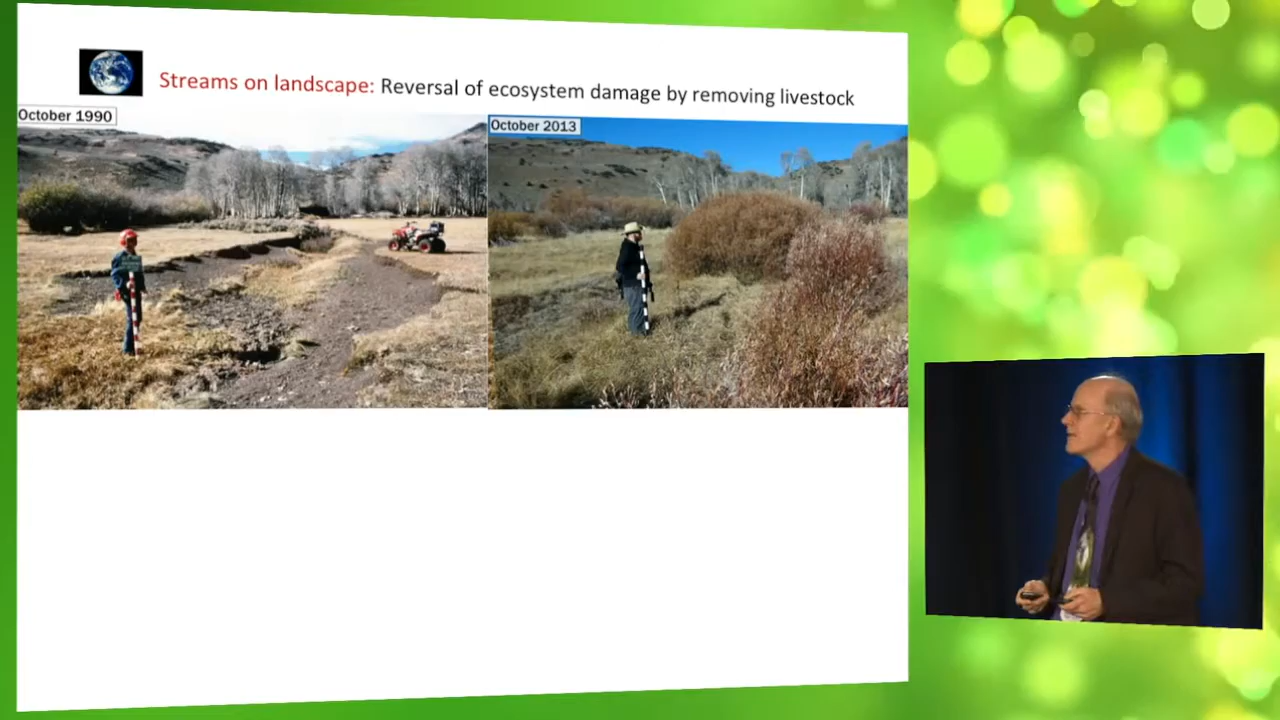 Streams on landscape: Reversal of ecosystem damage by removing livestock
October 1990
October 2013